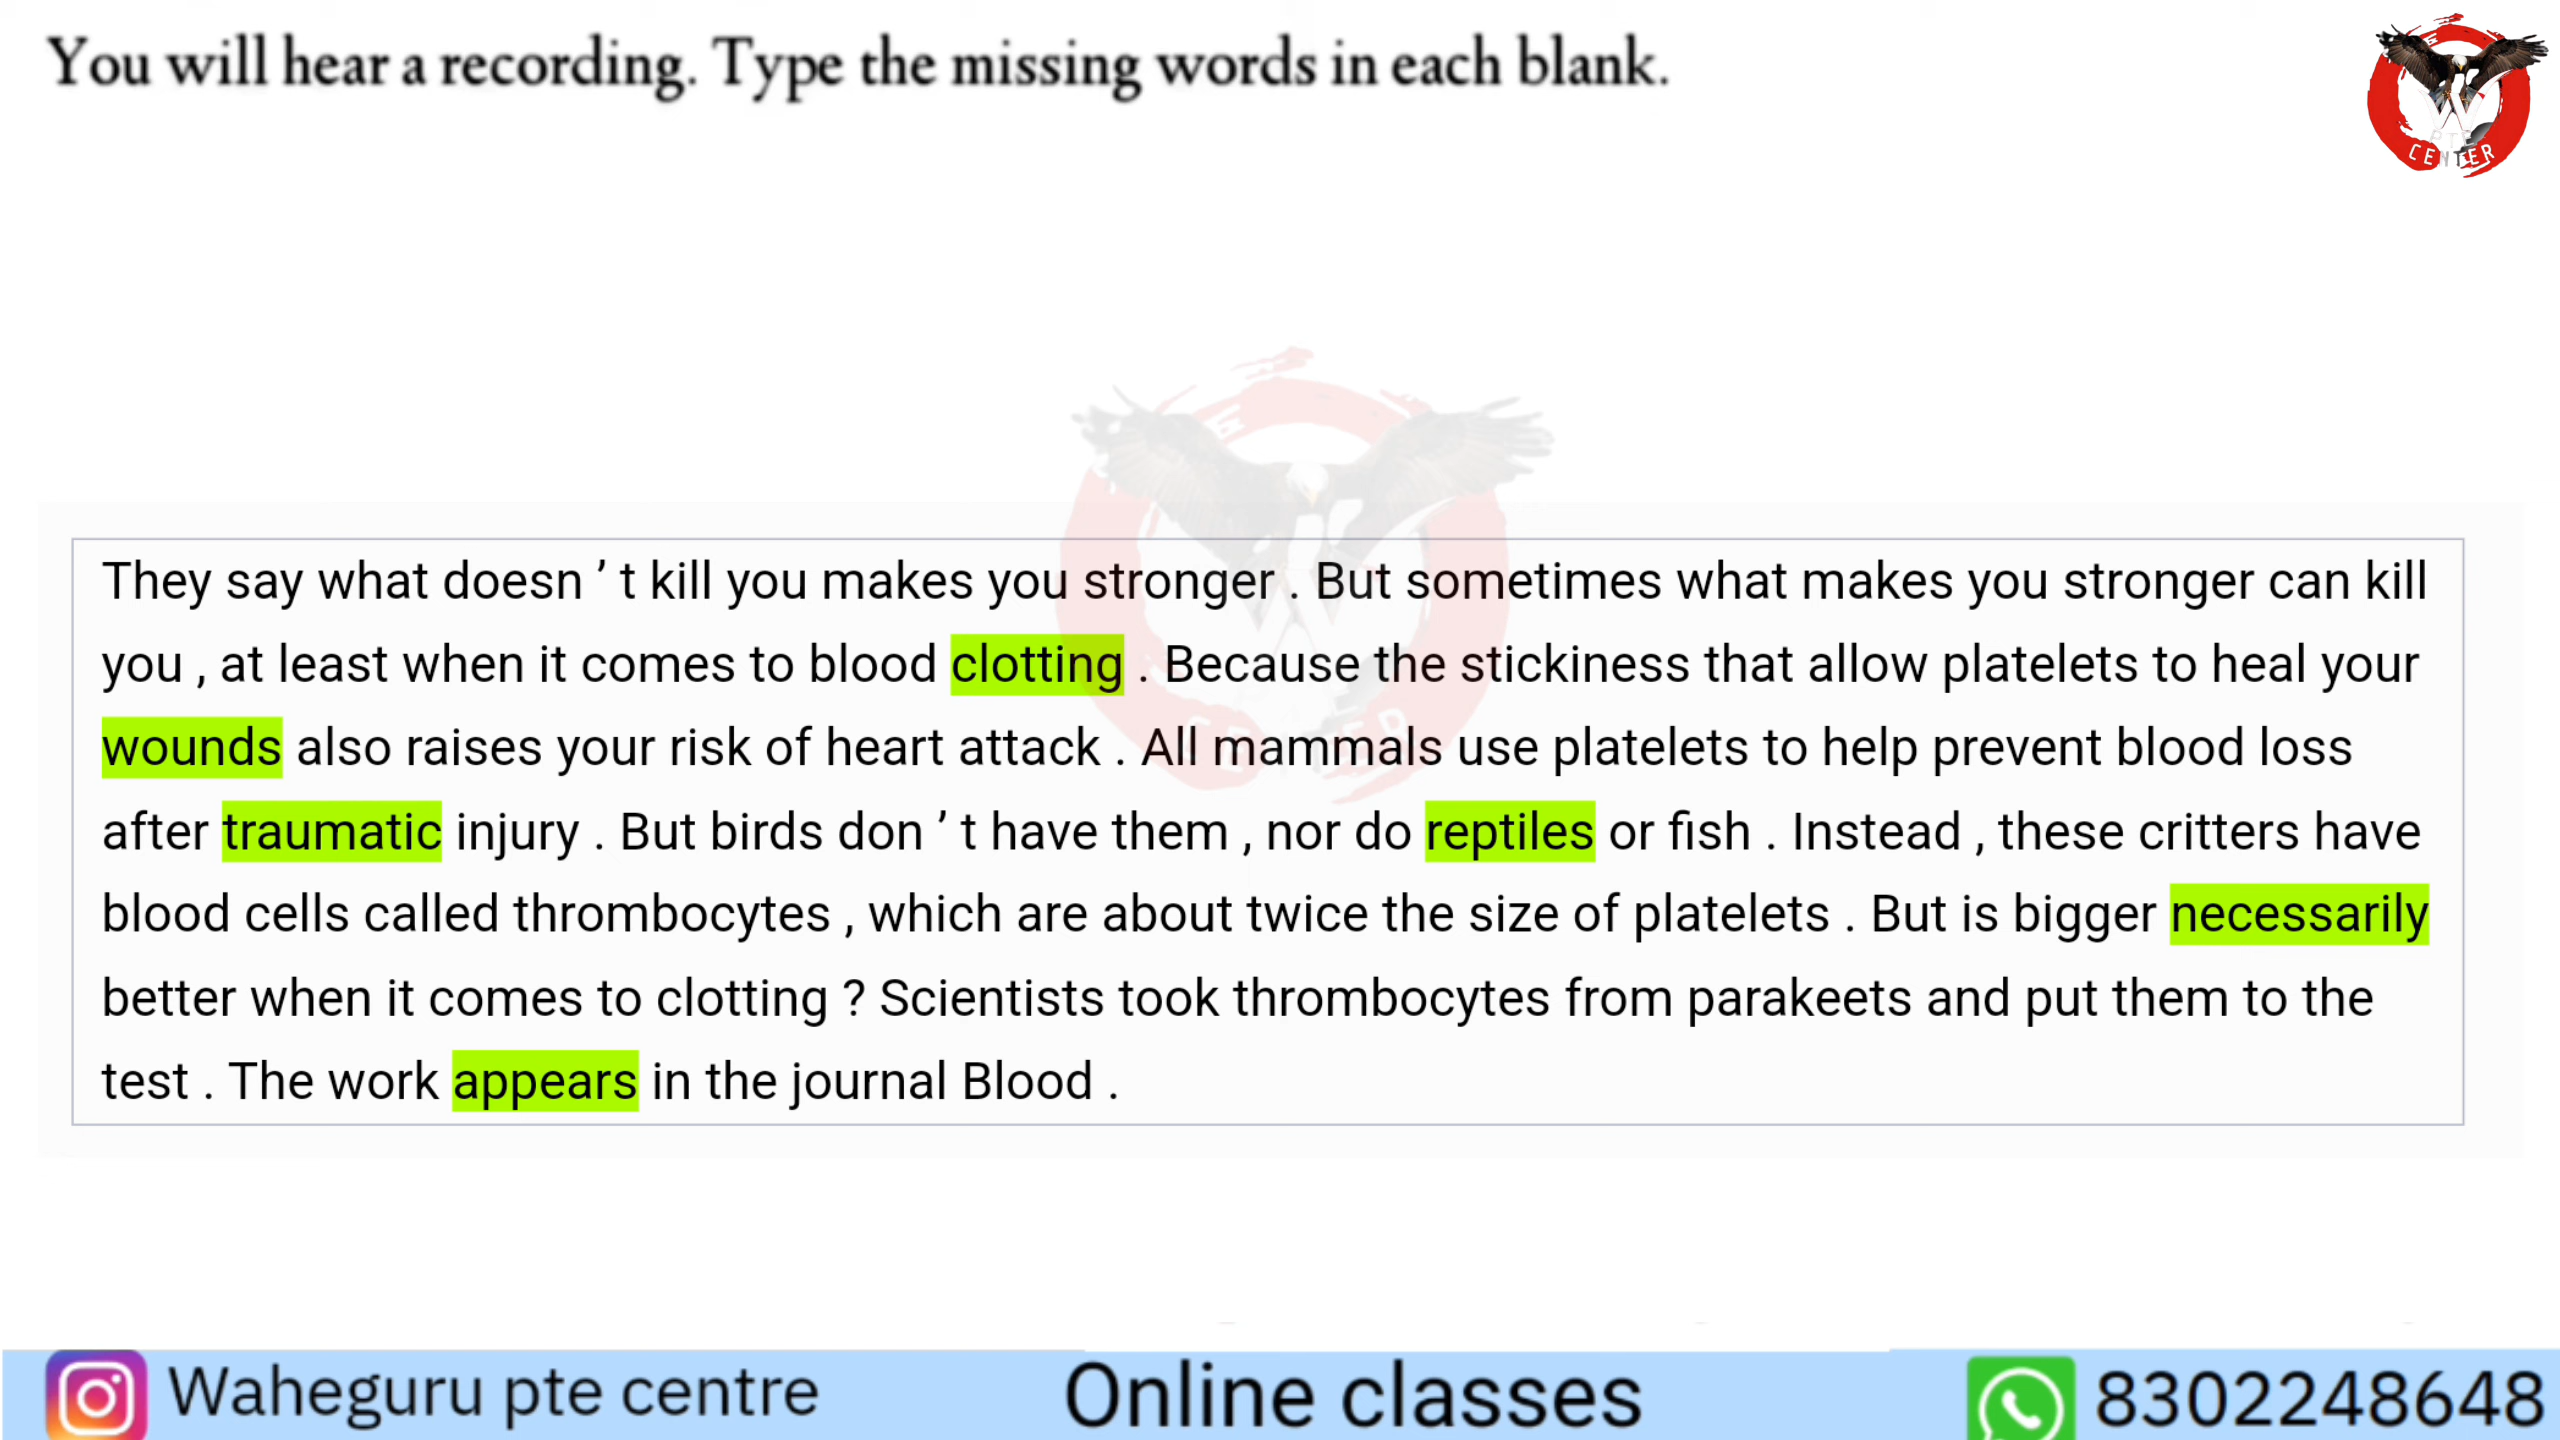 You will hear a recording. Type the missing words in each blank.
CENTER
They say what doesn ’ t kill you makes you stronger . But sometimes what makes you stronger can kill
you , at least when it comes to blood clotting . Because the stickiness that allow platelets to heal your
wounds also raises your risk of heart attack . All mammals use platelets to help prevent blood loss
after traumatic injury . But birds don ’ t have them , nor do reptiles or fish . Instead , these critters have
blood cells called thrombocytes , which are about twice the size of platelets . But is bigger necessarily
better when it comes to clotting ? Scientists took thrombocytes from parakeets and put them to the
test . The work appears in the journal Blood .
Waheguru pte centre
Online classes
8302248648